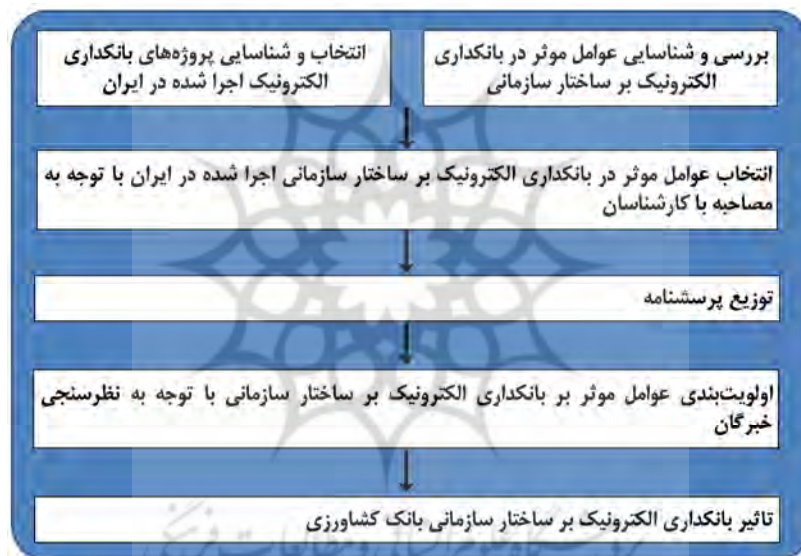 بررسی و شناسایی عوامل موثر در بانکداری
الکترونیک بر ساختار سازمانی
انتخاب و شناسایی پروژه‌های بانکداری
الکترونیک اجرا شده در ایران
انتخاب عوامل موثر در بانکداری الکترونیک بر ساختار سازمانی اجرا شده در ایران با توجه به
مصاحبه با کارشناسان
توزیع پرسشنامه
اولویت‌بندی عوامل موثر بر بانکداری الکترونیک بر ساختار سازمانی با توجه به نظرسنجی
خبرگان
تاثیر بانکداری الکترونیک بر ساختار سازمانی بانک کشاورزی